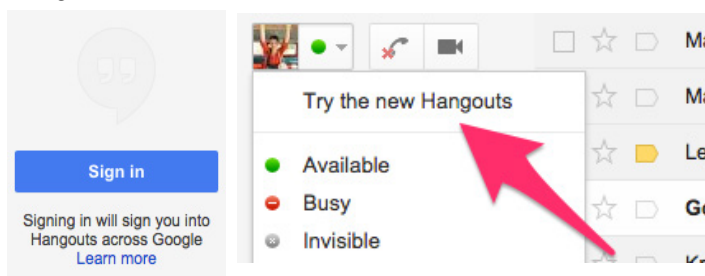 Sign in
Signing in will sign you into
Hangouts across Google
Learn more
Try the new Hangouts
Available
Busy
Invisible
Ma
Ma
Le